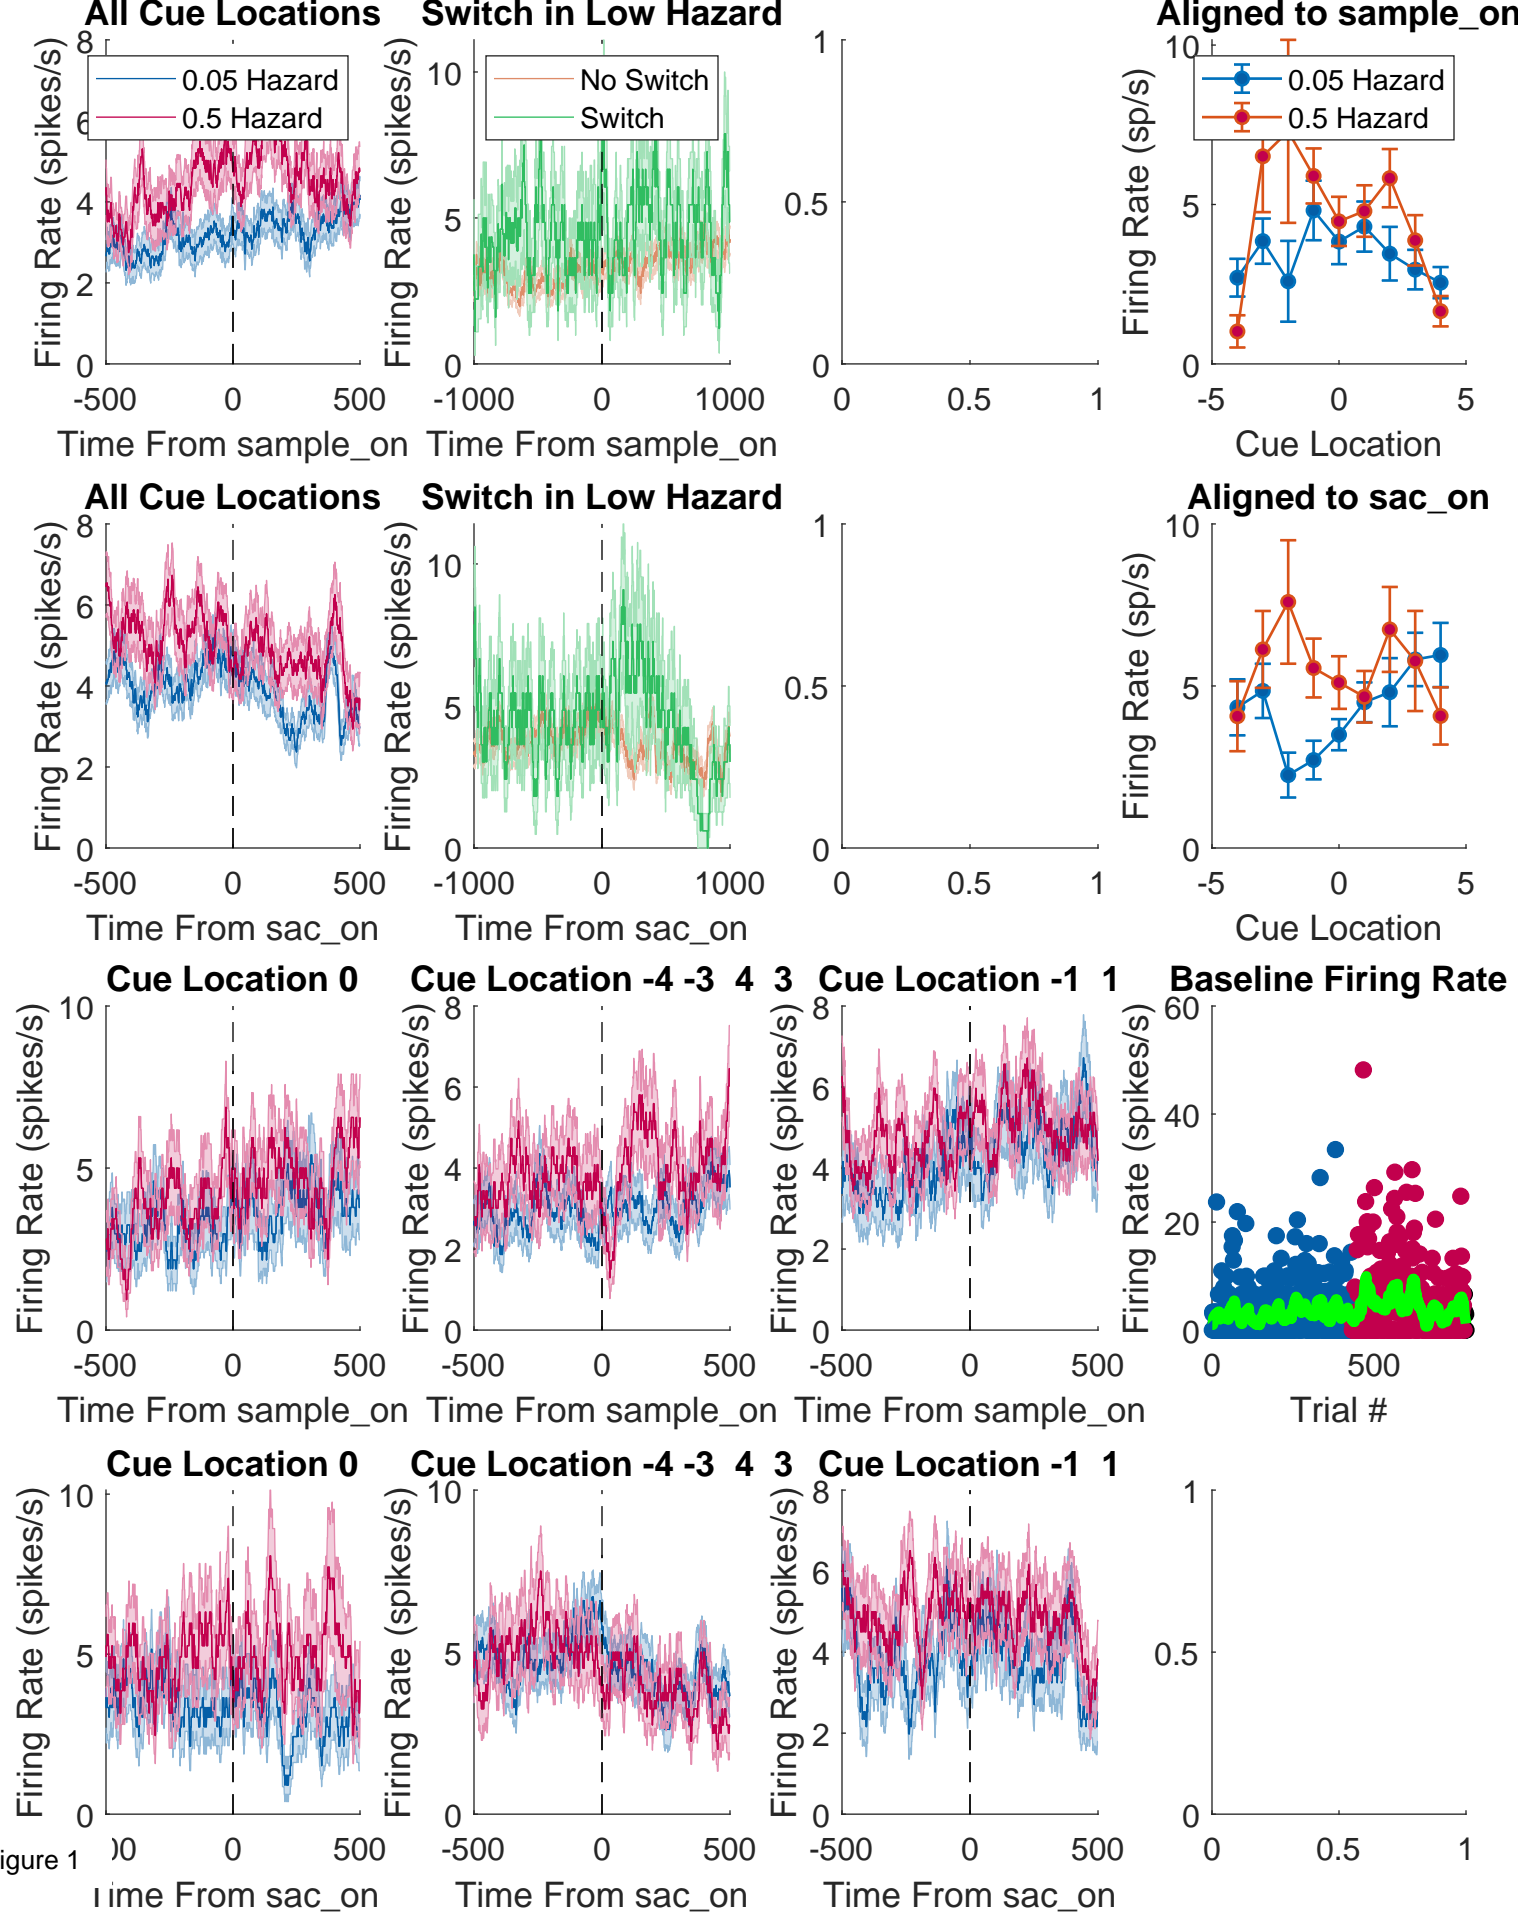 All Cue Locations
Switch in Low Hazard
Aligned to sample_on
Firing Rate (spikes/s)
8
6
4
2
0
0.05 Hazard
0.5 Hazard
-500
0
500
Time From sample_on
Firing Rate (spikes/s)
10
5
0
No Switch
Switch
-1000
0
1000
Time From sample_on
1
0.5
0
0
0.5
1
Firing Rate (sp/s)
10
5
0
0.05 Hazard
0.5 Hazard
-5
0
5
Cue Location
All Cue Locations
Switch in Low Hazard
Aligned to sac_on
Firing Rate (spikes/s)
8
6
4
2
0
-500
0
500
Time From sac_on
Firing Rate (spikes/s)
10
5
0
-1000
0
1000
Time From sac_on
1
0.5
0
0
0.5
1
Firing Rate (sp/s)
10
5
0
-5
0
5
Cue Location
Cue Location 0
Cue Location -4 -3 4 3
Cue Location -1 1
Baseline Firing Rate
Firing Rate (spikes/s)
10
5
0
-500
0
500
Time From sample_on
Firing Rate (spikes/s)
8
6
4
2
0
-500
0
500
Time From sample_on
Firing Rate (spikes/s)
8
6
4
2
0
-500
0
500
Time From sample_on
Firing Rate (spikes/s)
60
40
20
0
0
500
Trial #
Cue Location 0
Cue Location -4 -3 4 3
Cue Location -1 1
Firing Rate (spikes/s)
10
5
0
00
0
500
Time From sac_on
Firing Rate (spikes/s)
10
5
0
-500
0
500
Time From sac_on
Firing Rate (spikes/s)
8
6
4
2
0
-500
0
500
Time From sac_on
1
0.5
0
0
0.5
1
igure 1